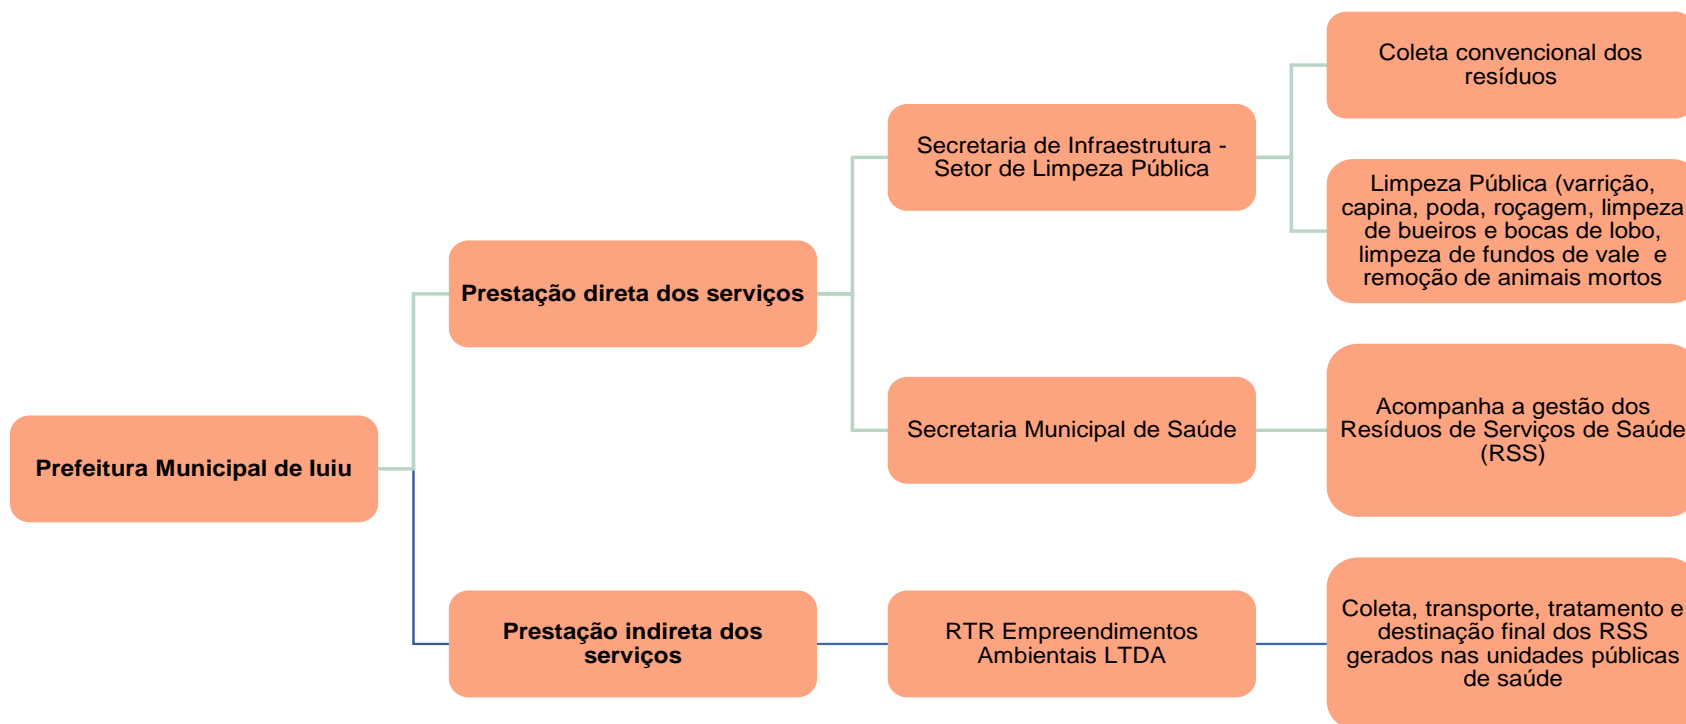 Coleta convencional dos
resíduos
Secretaria de Infraestrutura -
Setor de Limpeza Pública
Limpeza Pública (varrição,
capina, poda, roçagem, limpeza
de bueiros e bocas de lobo,
limpeza de fundos de vale  e
remoção de animais mortos
Prestação direta dos serviços
Secretaria Municipal de Saúde
Acompanha a gestão dos
Resíduos de Serviços de Saúde
(RSS)
Prefeitura Municipal de Iuiu
Prestação indireta dos
serviços
RTR Empreendimentos
Ambientais LTDA
Coleta, transporte, tratamento e
destinação final dos RSS
gerados nas unidades públicas
de saúde